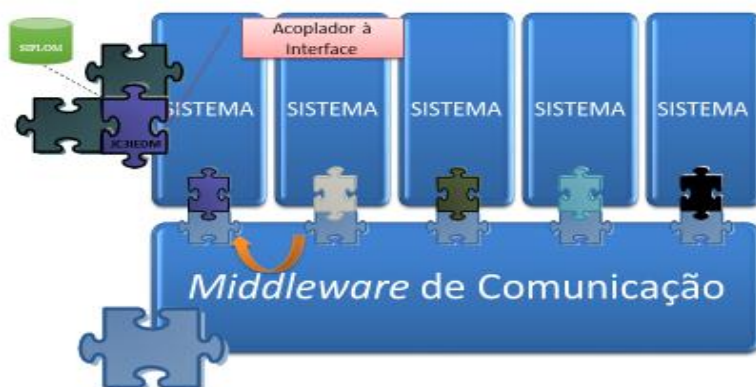 SIPLOM
Acoplador à
Interface
SISTEMA
SISTEMA
SISTEMA
SISTEMA
SISTEMA
JC3IEDM
Middleware de Comunicação